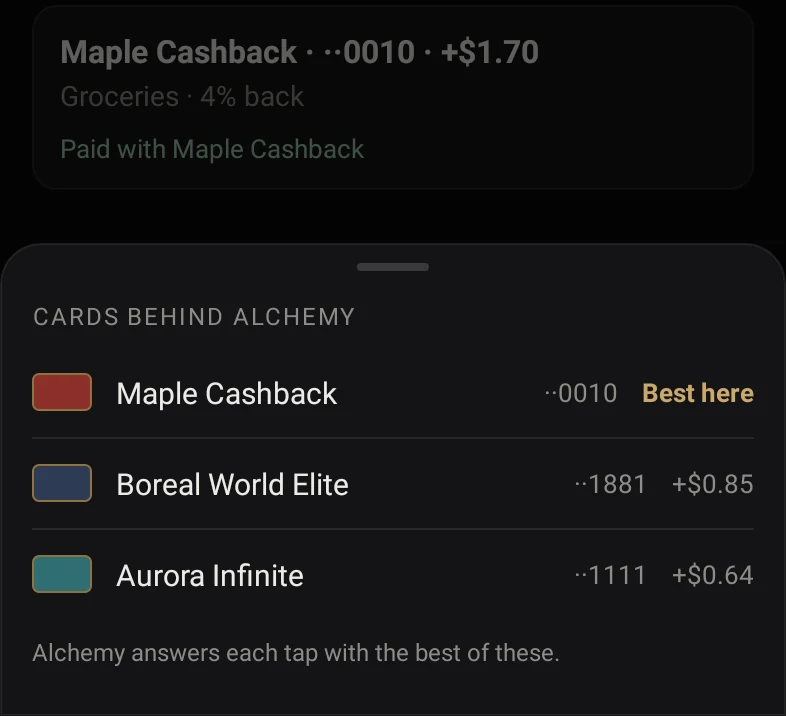 Maple Cashback · ··0010 · +$1.70
Groceries · 4% back
Paid with Maple Cashback
CARDS BEHIND ALCHEMY
Maple Cashback ··0010 Best here
Boreal World Elite ··1881 +$0.85
Aurora Infinite ··1111 +$0.64
Alchemy answers each tap with the best of these.